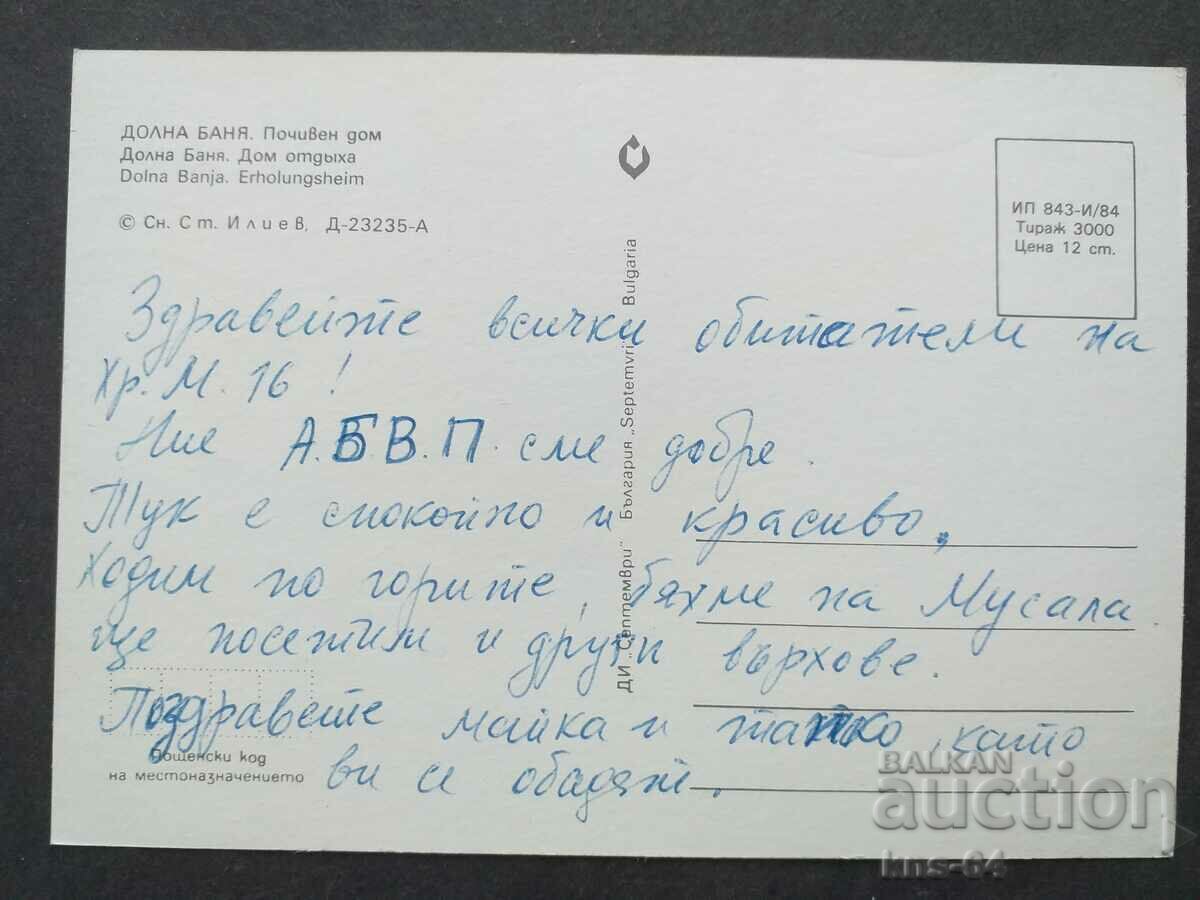 ДОЛНА БАНЯ. Почивен дом
Долна Баня. Дом отдыха
Dolna Banja. Erholungsheim
© Сн. Ст. Илиев, Д-23235-А
ИП 843-И/84
Тираж 3000
Цена 12 ст.
ДИ „Септември" България „Septemvri" Bulgaria
Здравейте всички обитатели на
Хр. М. 16 !
Ние А.Б.В.П. сме добре.
Тук е спокойно и красиво.
Ходим по горите, бяхме на Мусала
ще посетим и други върхове.
Поздравете майка и татко, като
ви се обадят.
Пощенски код
на местоназначението
BALKAN
auction
kns-64